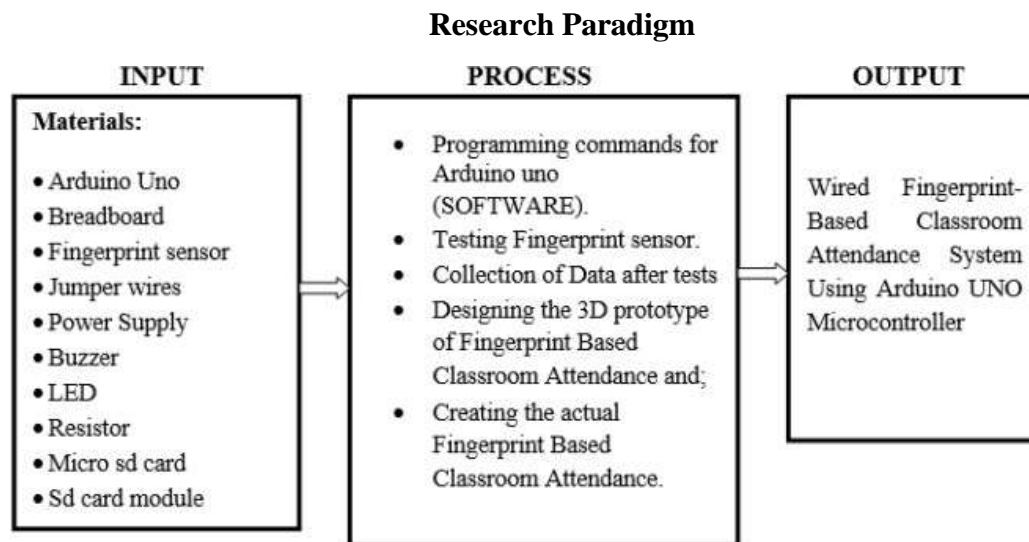 Research Paradigm
INPUT
Materials:
• Arduino Uno
• Breadboard
• Fingerprint sensor
• Jumper wires
• Power Supply
• Buzzer
• LED
• Resistor
• Micro sd card
• Sd card module
PROCESS
• Programming commands for
Arduino uno
(SOFTWARE).
• Testing Fingerprint sensor.
• Collection of Data after tests
• Designing the 3D prototype
of Fingerprint Based
Classroom Attendance and;
• Creating the actual
Fingerprint Based
Classroom Attendance.
OUTPUT
Wired Fingerprint-
Based Classroom
Attendance System
Using Arduino UNO
Microcontroller